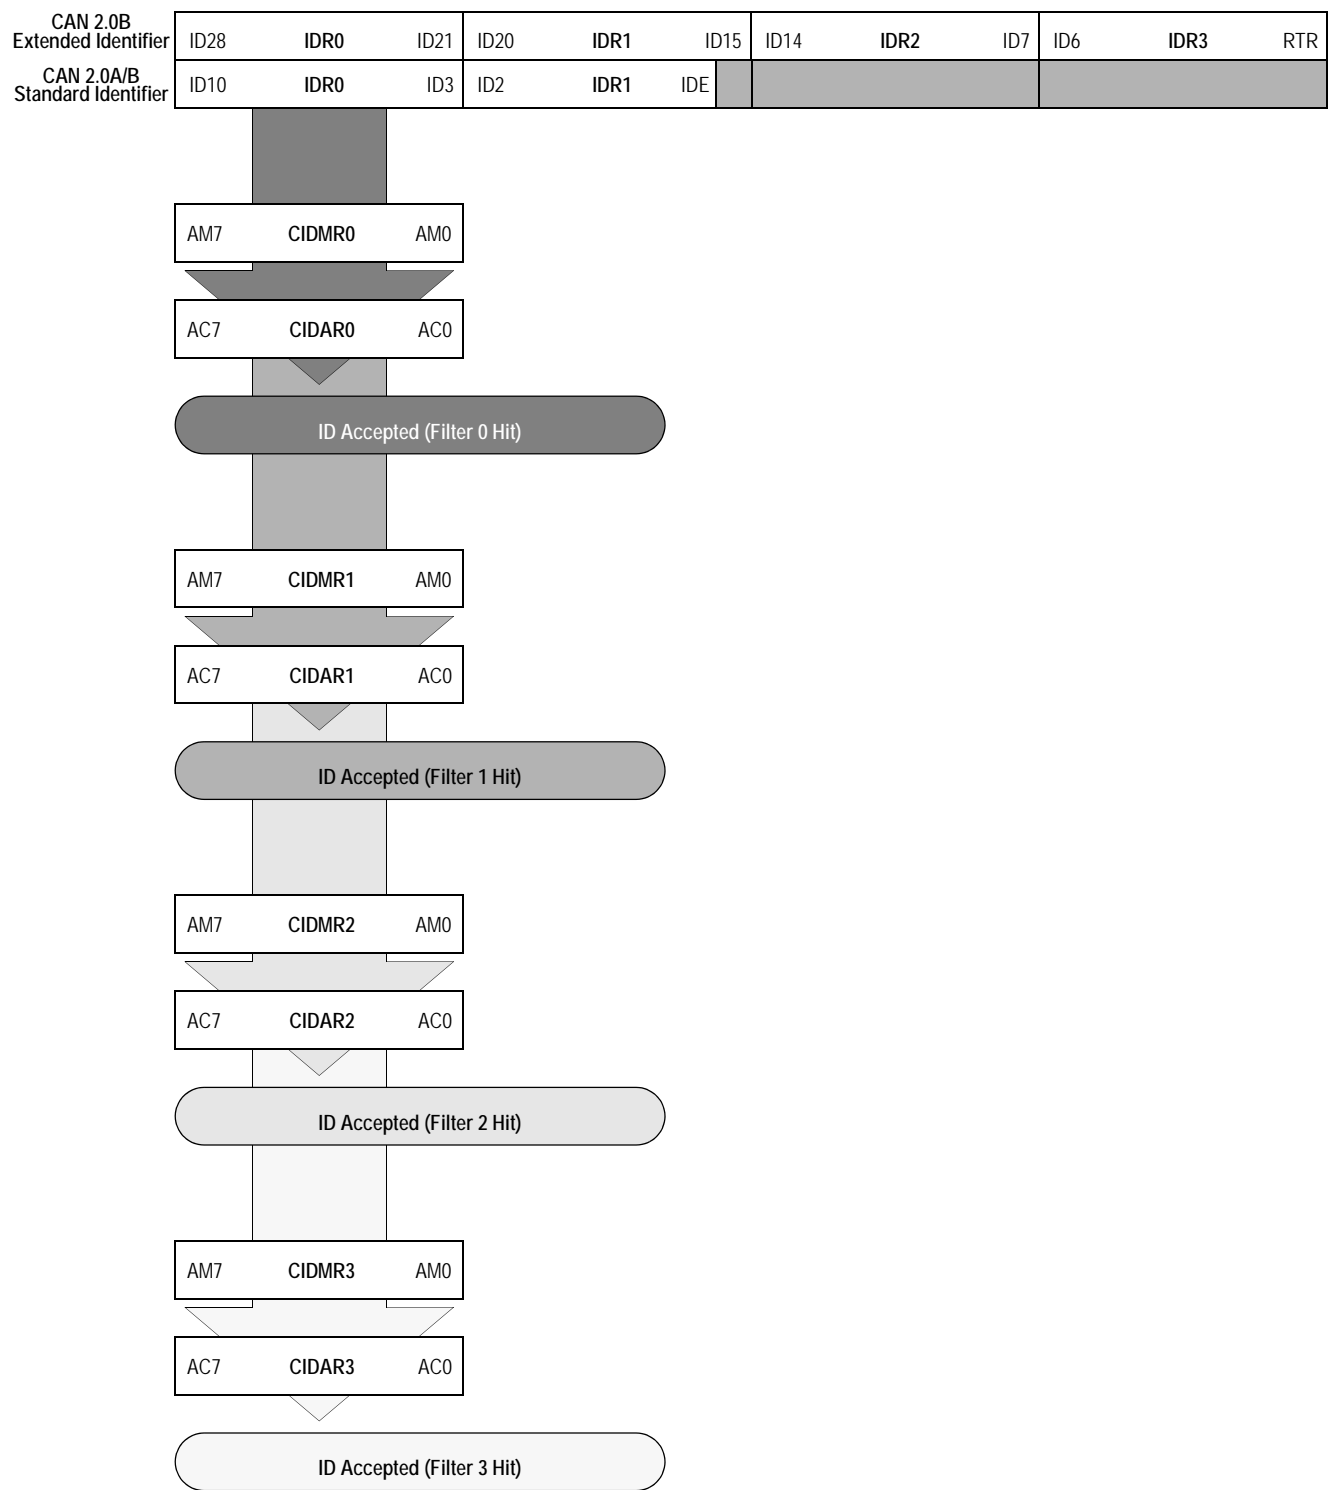 CAN 2.0B
Extended Identifier ID28 IDR0 ID21 ID20 IDR1 ID15 ID14 IDR2 ID7 ID6 IDR3 RTR
CAN 2.0A/B
Standard Identifier ID10 IDR0 ID3 ID2 IDR1 IDE
AM7 CIDMR0 AM0
AC7 CIDAR0 AC0
ID Accepted (Filter 0 Hit)
AM7 CIDMR1 AM0
AC7 CIDAR1 AC0
ID Accepted (Filter 1 Hit)
AM7 CIDMR2 AM0
AC7 CIDAR2 AC0
ID Accepted (Filter 2 Hit)
AM7 CIDMR3 AM0
AC7 CIDAR3 AC0
ID Accepted (Filter 3 Hit)